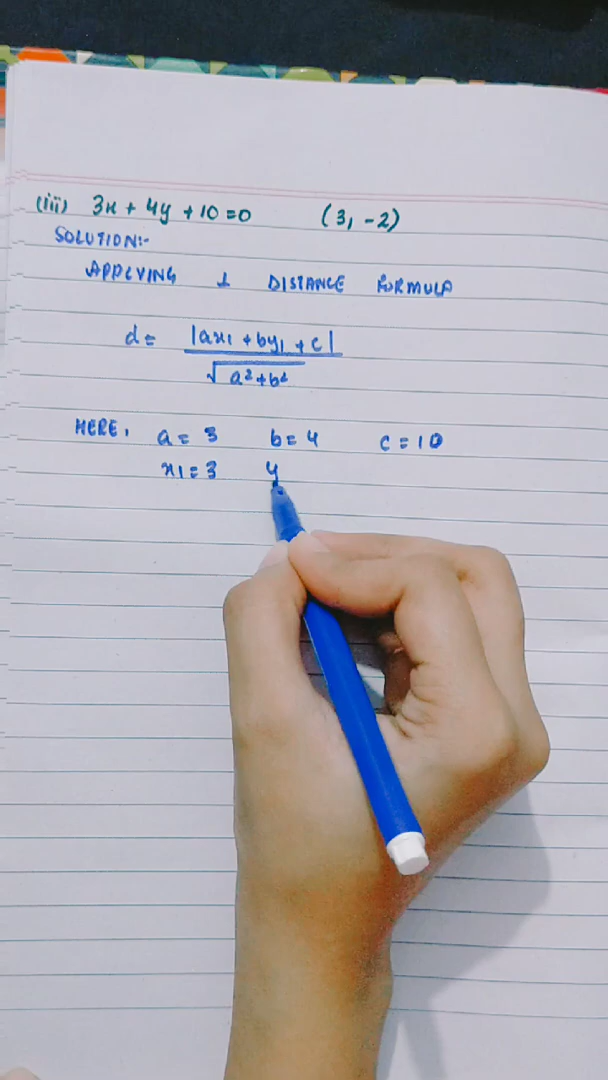 (iii) 3x + 4y + 10 = 0 (3, -2)
SOLUTION:-
APPLYING ⊥ DISTANCE FORMULA
d = |ax₁ + by₁ + c| / √a²+b²
HERE, a = 3 b = 4 c = 10
x₁ = 3 y